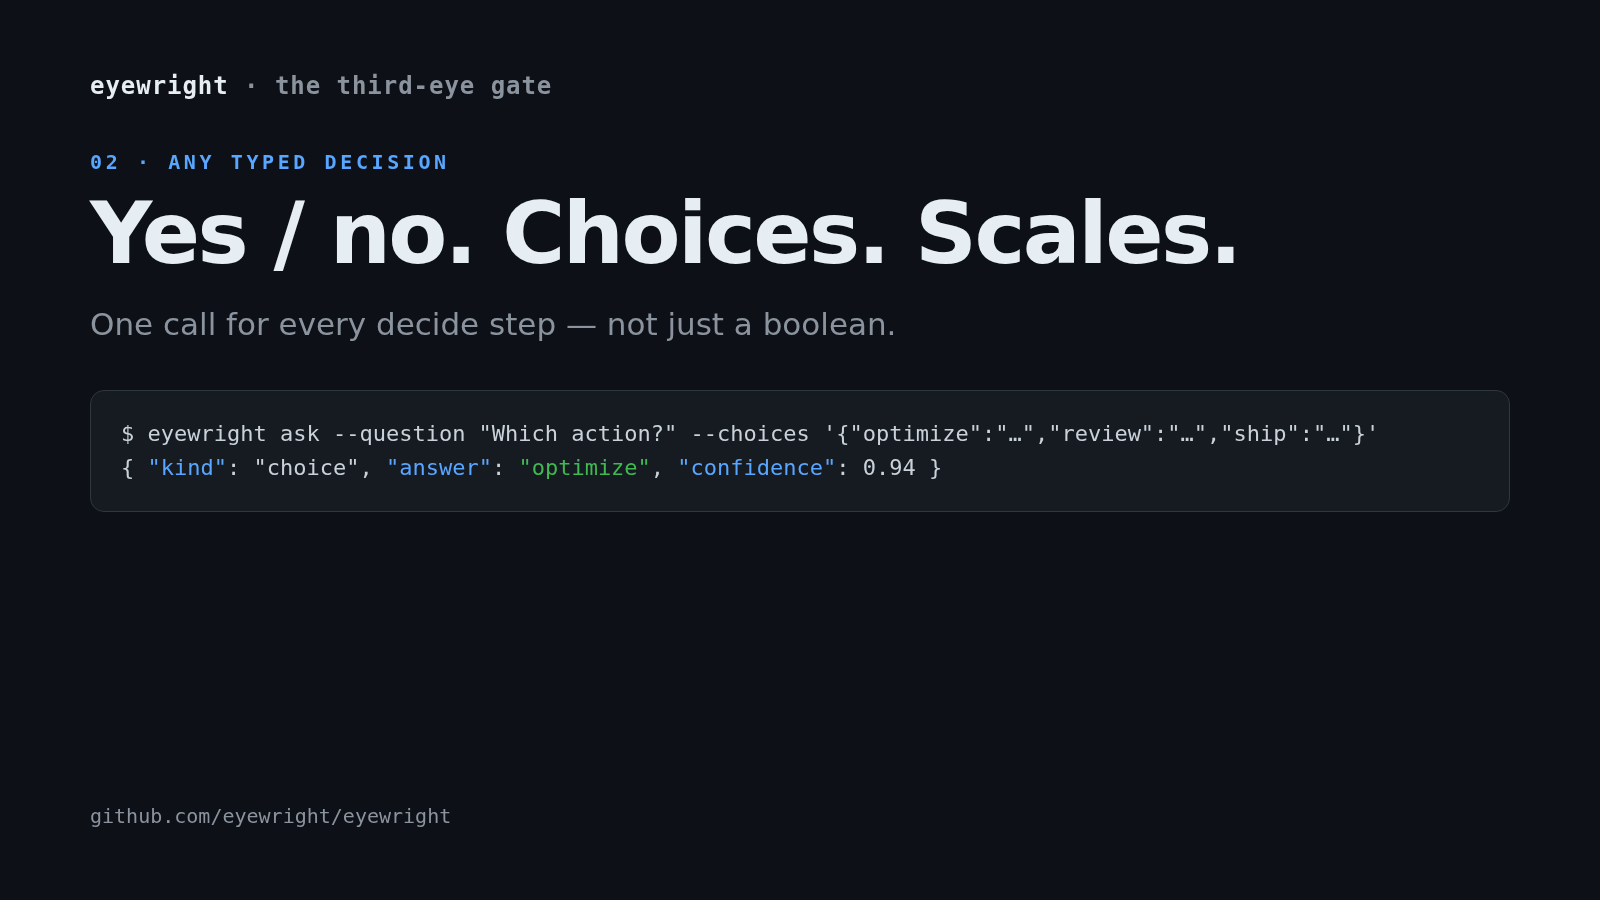 eyewright · the third-eye gate
02 · ANY TYPED DECISION
Yes / no. Choices. Scales.
One call for every decide step — not just a boolean.
$ eyewright ask --question "Which action?" --choices '{"optimize":"…","review":"…","ship":"…"}'
{ "kind": "choice", "answer": "optimize", "confidence": 0.94 }
github.com/eyewright/eyewright